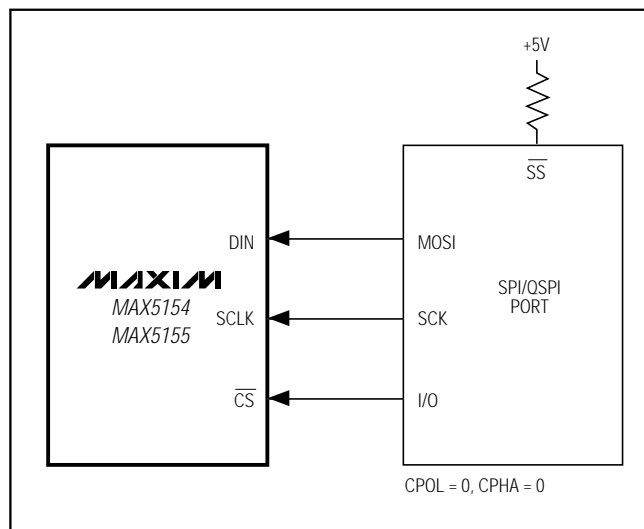 +5V
SS
DIN
MOSI
MAXIM
MAX5154
MAX5155
SCLK
SCK
SPI/QSPI
PORT
CS
I/O
CPOL = 0, CPHA = 0